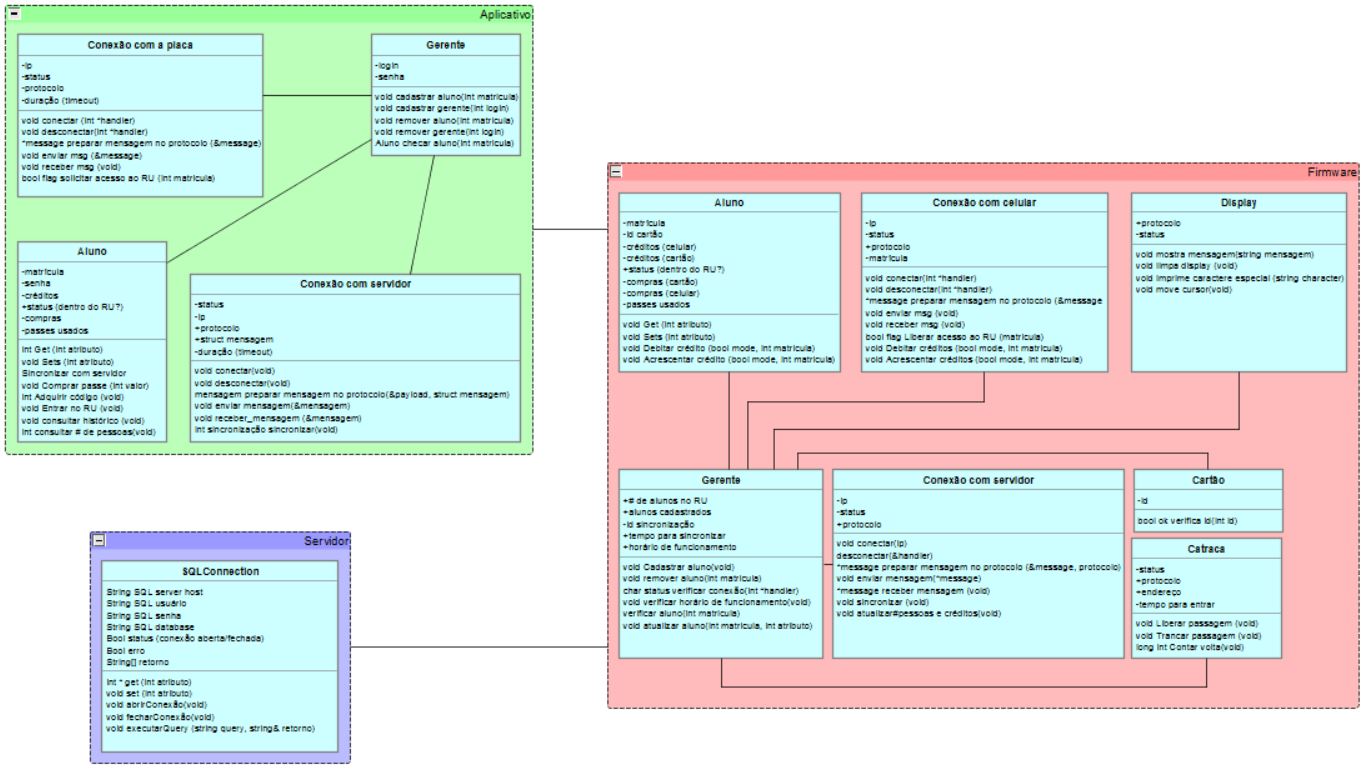 Aplicativo
Conexão com a placa
-ip
-status
-protocolo
-duração (timeout)
void conectar (int *handler)
void desconectar(int *handler)
*message preparar mensagem no protocolo (&message)
void enviar msg (&message)
void receber msg (void)
bool flag solicitar acesso ao RU (int matricula)
Gerente
-login
-senha
void cadastrar aluno(int matricula)
void cadastrar gerente(int login)
void remover aluno(int matricula)
void remover gerente(int login)
Aluno checar aluno(int matricula)
Aluno
-matrícula
-senha
-créditos
+status (dentro do RU?)
-compras
-passes usados
int Get (int atributo)
void Sets (int atributo)
Sincronizar com servidor
void Comprar passe (int valor)
int Adquirir código (void)
void Entrar no RU (void)
void consultar histórico (void)
int consultar # de pessoas(void)
Conexão com servidor
-status
-ip
+protocolo
+struct mensagem
-duração (timeout)
void conectar(void)
void desconectar(void)
mensagem preparar mensagem no protocolo(&payload, struct mensagem)
void enviar mensagem(&mensagem)
void receber_mensagem (&mensagem)
int sincronização sincronizar(void)
Firmware
Aluno
-matrícula
-id cartão
-créditos (celular)
-créditos (cartão)
+status (dentro do RU?)
-compras (cartão)
-compras (celular)
-passes usados
void Get (int atributo)
void Sets (int atributo)
void Debitar crédito (bool mode, int matricula)
void Acrescentar crédito (bool mode, int matricula)
Conexão com celular
-ip
-status
+protocolo
-matrícula
void conectar(int *handler)
void desconectar(int *handler)
*message preparar mensagem no protocolo (&message
void enviar msg (void)
void receber msg (void)
bool flag Liberar acesso ao RU (matricula)
void Debitar créditos (bool mode, int matricula)
void Acrescentar créditos (bool mode, int matricula)
Display
+protocolo
-status
void mostra mensagem(string mensagem)
void limpa display (void)
void imprime caractere especial (string character)
void move cursor(void)
Gerente
+# de alunos no RU
+alunos cadastrados
-id sincronização
+tempo para sincronizar
+horário de funcionamento
void Cadastrar aluno(void)
void remover aluno(int matricula)
char status verificar conexão(int *handler)
void verificar horário de funcionamento(void)
verificar aluno(int matricula)
void atualizar aluno(int matricula, int atributo)
Conexão com servidor
-ip
-status
+protocolo
void conectar(ip)
desconectar(&handler)
*message preparar mensagem no protocolo (&message, protocolo)
void enviar mensagem(*message)
*message receber mensagem (void)
void sincronizar (void)
void atualizar#pessoas e créditos(void)
Cartão
-id
bool ok verifica id(int id)
Catraca
-status
+protocolo
+endereço
-tempo para entrar
void Liberar passagem (void)
void Trancar passagem (void)
long int Contar volta(void)
Servidor
SQLConnection
String SQL server host
String SQL usuário
String SQL senha
String SQL database
Bool status (conexão aberta/fechada)
Bool erro
String[] retorno
int * get (int atributo)
void set (int atributo)
void abrirConexão(void)
void fecharConexão(void)
void executarQuery (string query, string& retorno)